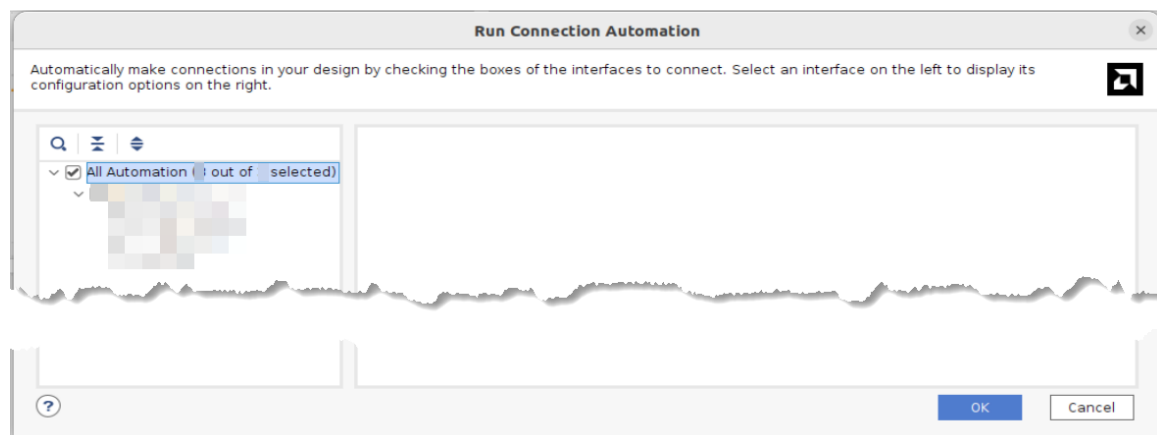 Run Connection Automation
Automatically make connections in your design by checking the boxes of the interfaces to connect. Select an interface on the left to display its
configuration options on the right.
All Automation ( out of selected)
?
OK
Cancel